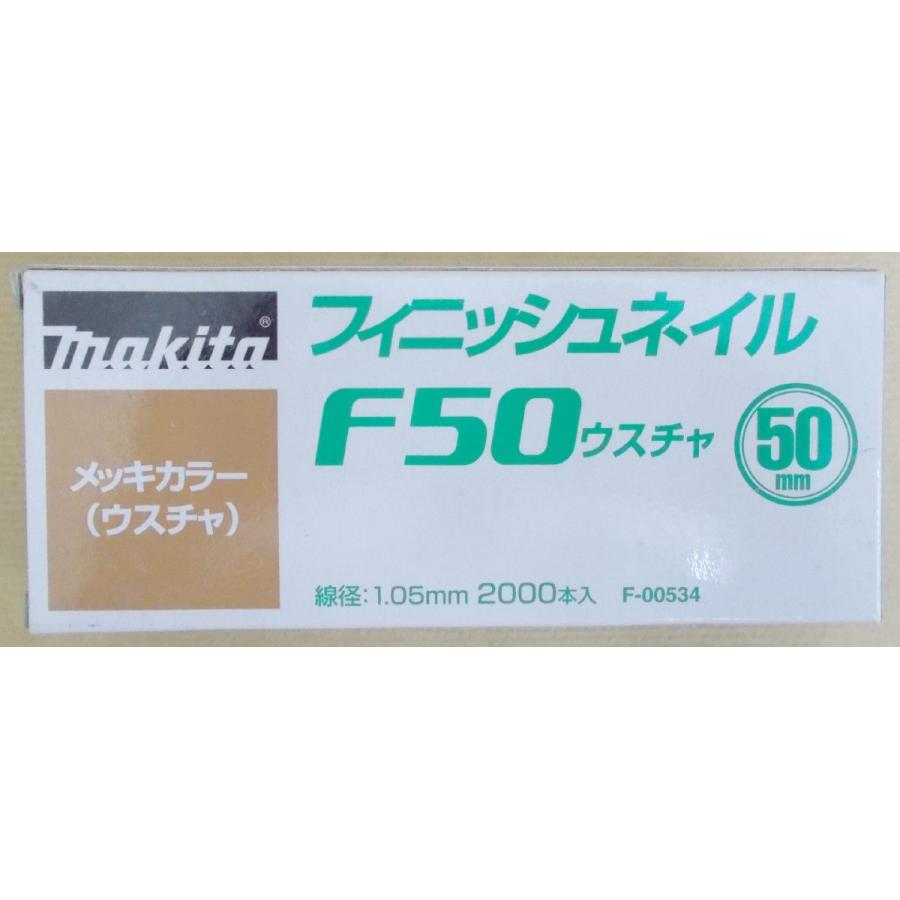 makita®
フィニッシュネイル
F50ウスチャ
50
mm
メッキカラー
(ウスチャ)
線径:1.05mm 2000本入 F-00534